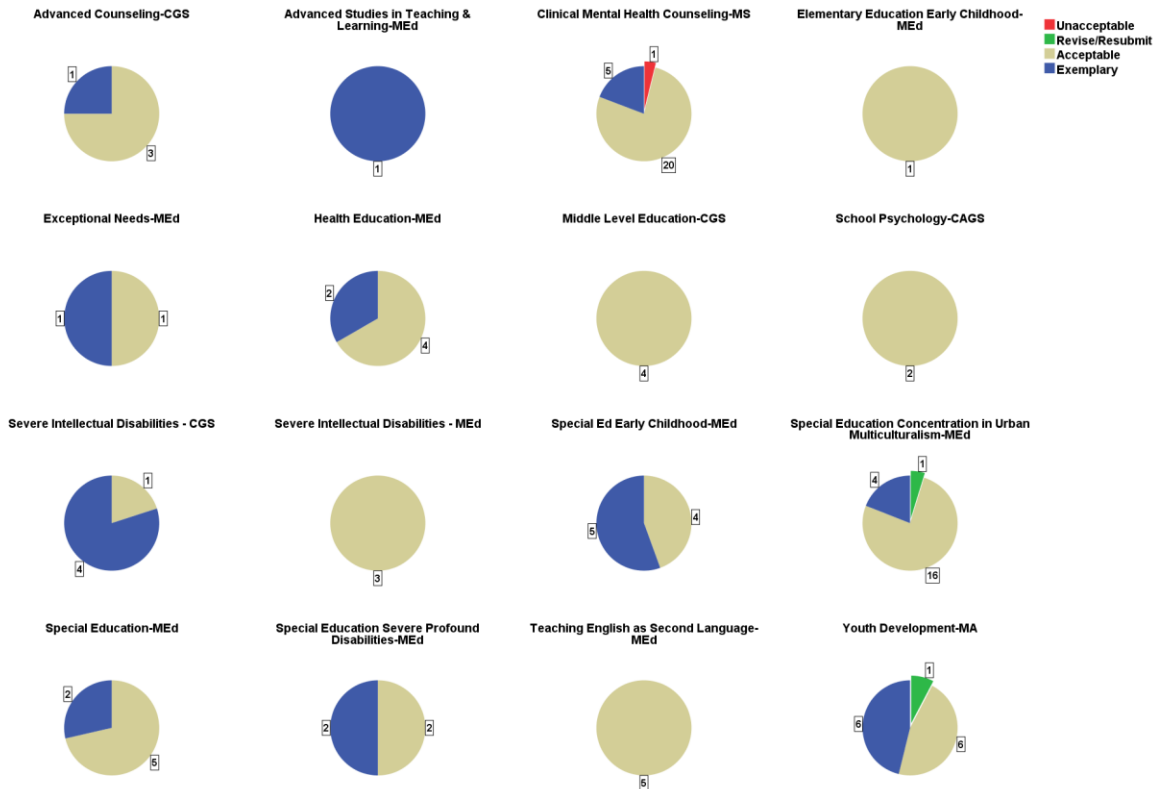 Advanced Counseling-CGS
1
3
Advanced Studies in Teaching &
Learning-MEd
1
Clinical Mental Health Counseling-MS
1
5
20
Elementary Education Early Childhood-
MEd
1
Unacceptable
Revise/Resubmit
Acceptable
Exemplary
Exceptional Needs-MEd
1
1
Health Education-MEd
2
4
Middle Level Education-CGS
4
School Psychology-CAGS
2
Severe Intellectual Disabilities - CGS
1
4
Severe Intellectual Disabilities - MEd
3
Special Ed Early Childhood-MEd
4
5
Special Education Concentration in Urban
Multiculturalism-MEd
1
4
16
Special Education-MEd
2
5
Special Education Severe Profound
Disabilities-MEd
2
2
Teaching English as Second Language-
MEd
5
Youth Development-MA
1
6
6